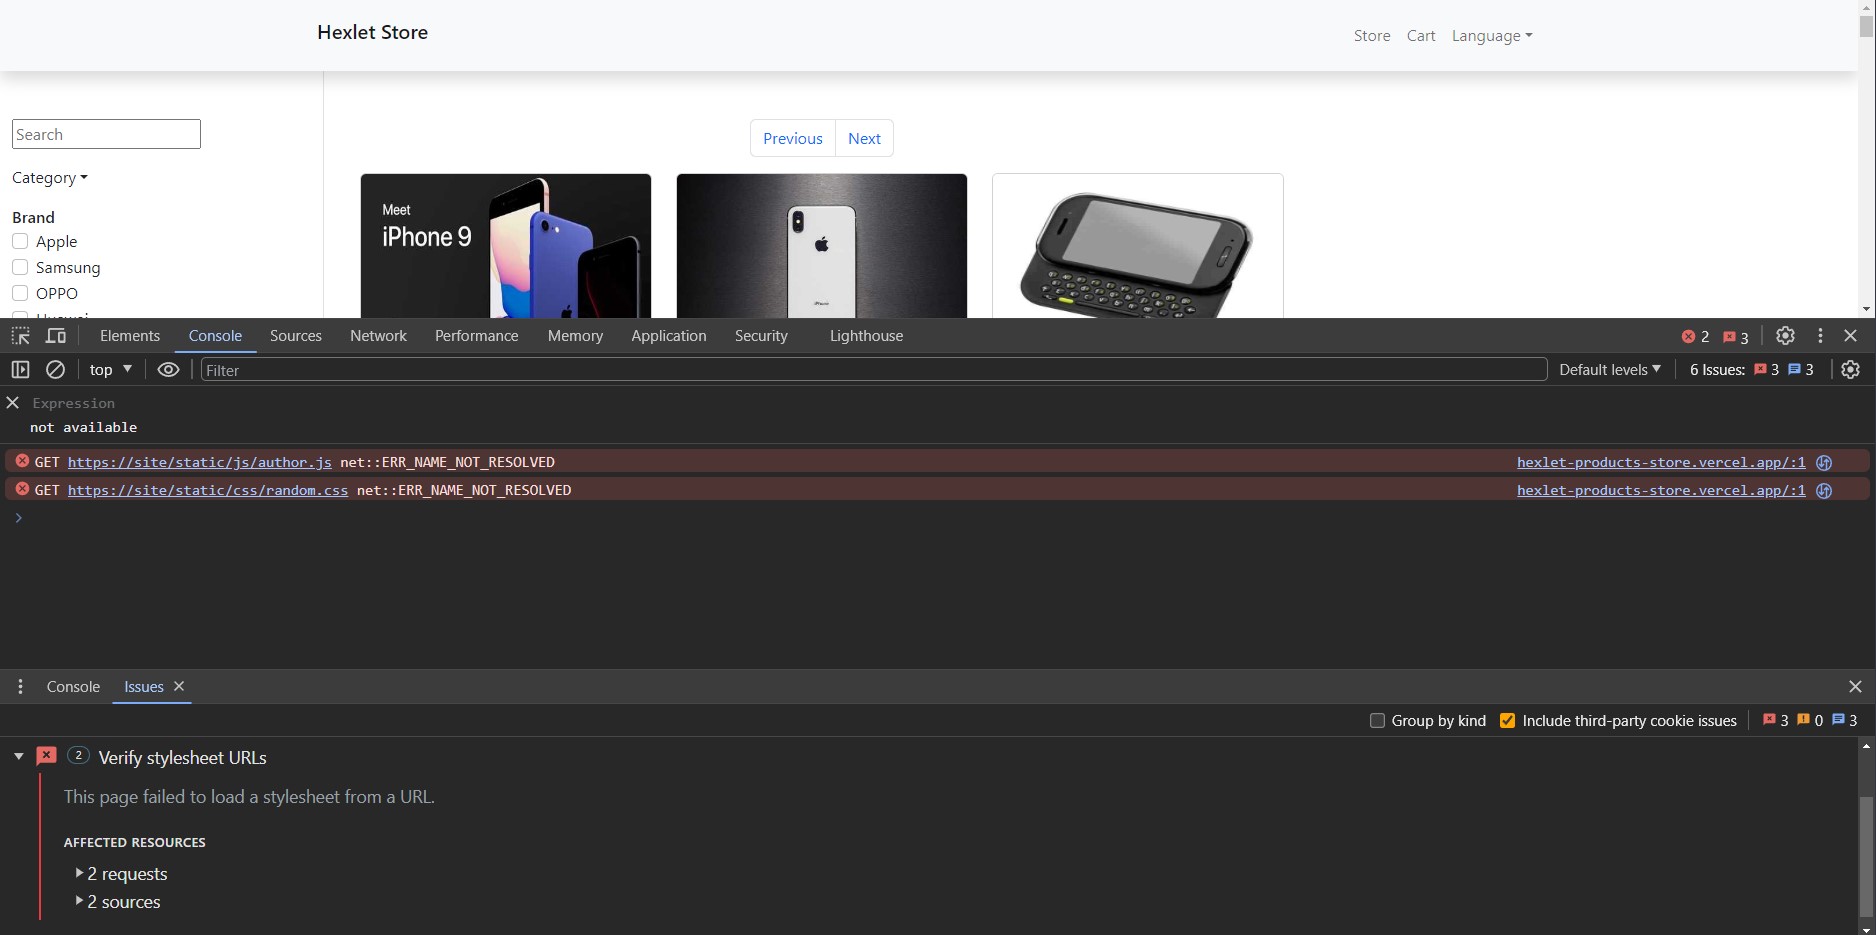 Hexlet Store
Store Cart Language
Search
Previous Next
Category
Brand
Apple
Samsung
OPPO
Huawei
Meet
iPhone 9
iPhone
Elements Console Sources Network Performance Memory Application Security Lighthouse 2 3
top Filter Default levels 6 Issues: 3 3
Expression
not available
GET https://site/static/js/author.js net::ERR_NAME_NOT_RESOLVED hexlet-products-store.vercel.app/:1
GET https://site/static/css/random.css net::ERR_NAME_NOT_RESOLVED hexlet-products-store.vercel.app/:1
Console Issues
Group by kind Include third-party cookie issues 3 0 3
2 Verify stylesheet URLs
This page failed to load a stylesheet from a URL.
AFFECTED RESOURCES
2 requests
2 sources